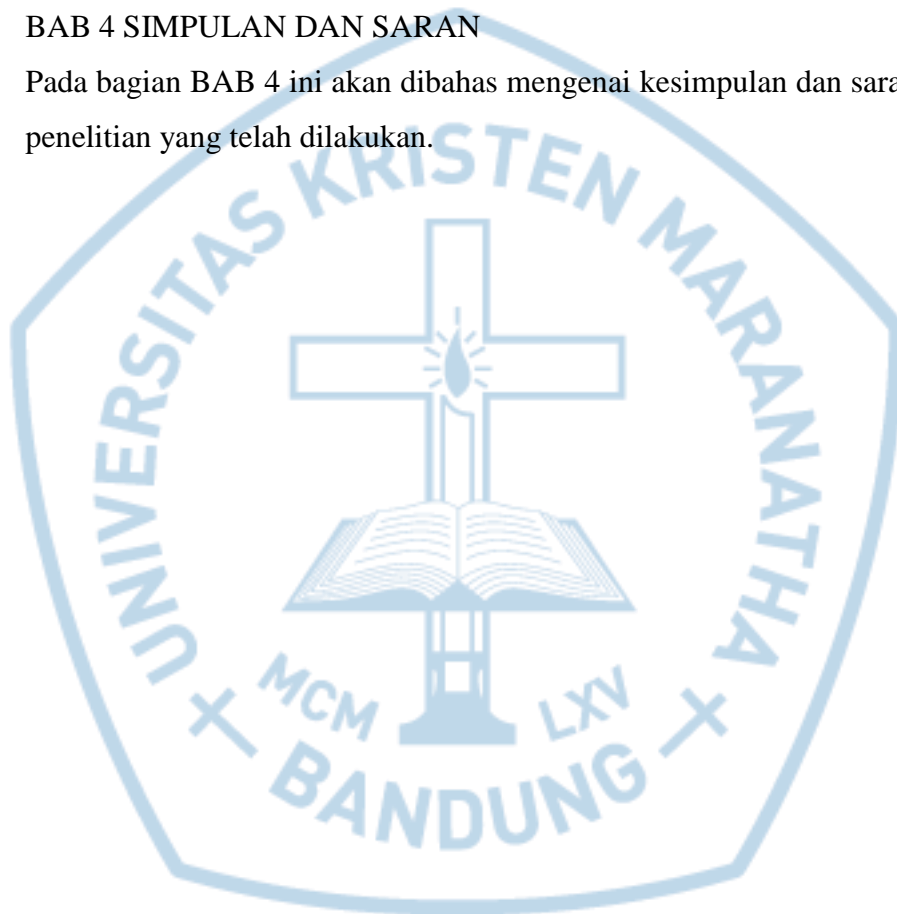 BAB 4 SIMPULAN DAN SARAN
Pada bagian BAB 4 ini akan dibahas mengenai kesimpulan dan sara
penelitian yang telah dilakukan.
UNIVERSITAS KRISTEN MARANATHA
MCM LXV
BANDUNG